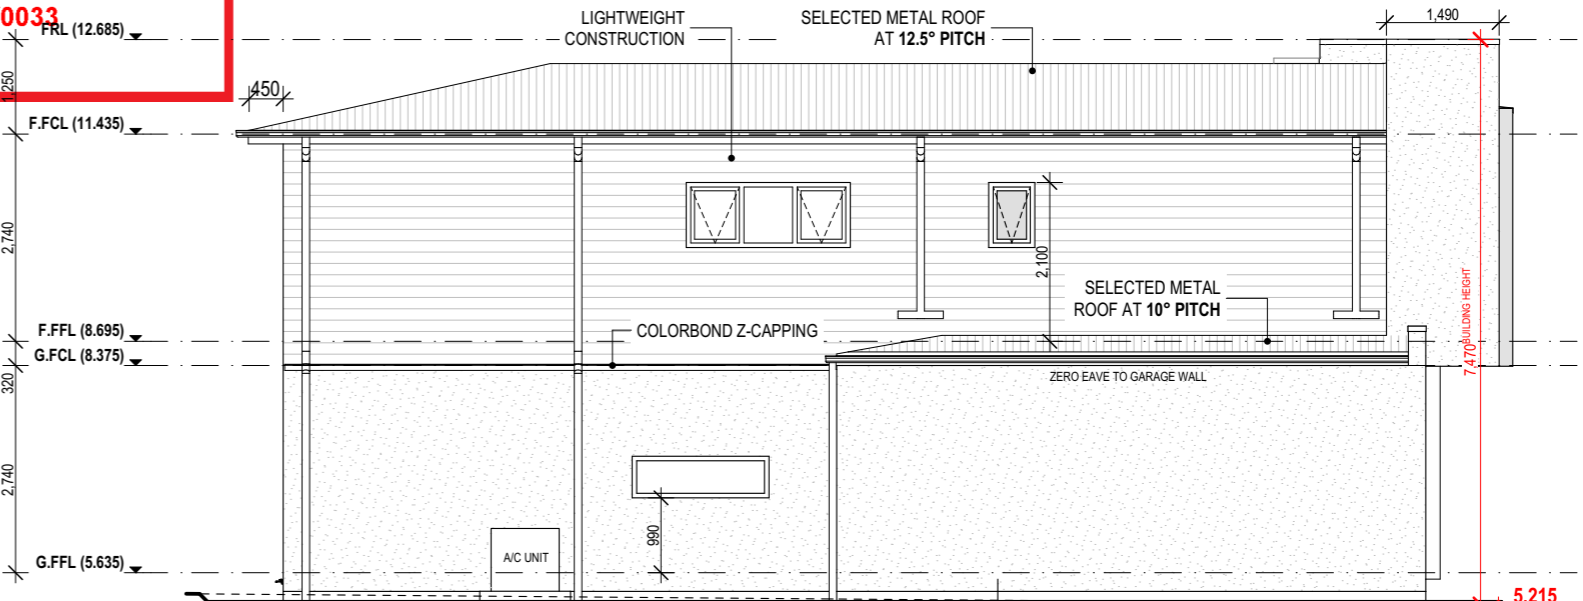 0033
FRL (12.685)
1,250
450
F.FCL (11.435)
LIGHTWEIGHT
CONSTRUCTION
SELECTED METAL ROOF
AT 12.5° PITCH
1,490
2,740
2,100
SELECTED METAL
ROOF AT 10° PITCH
BUILDING HEIGHT
7,470
F.FFL (8.695)
COLORBOND Z-CAPPING
G.FCL (8.375)
320
ZERO EAVE TO GARAGE WALL
2,740
990
A/C UNIT
G.FFL (5.635)
5.215